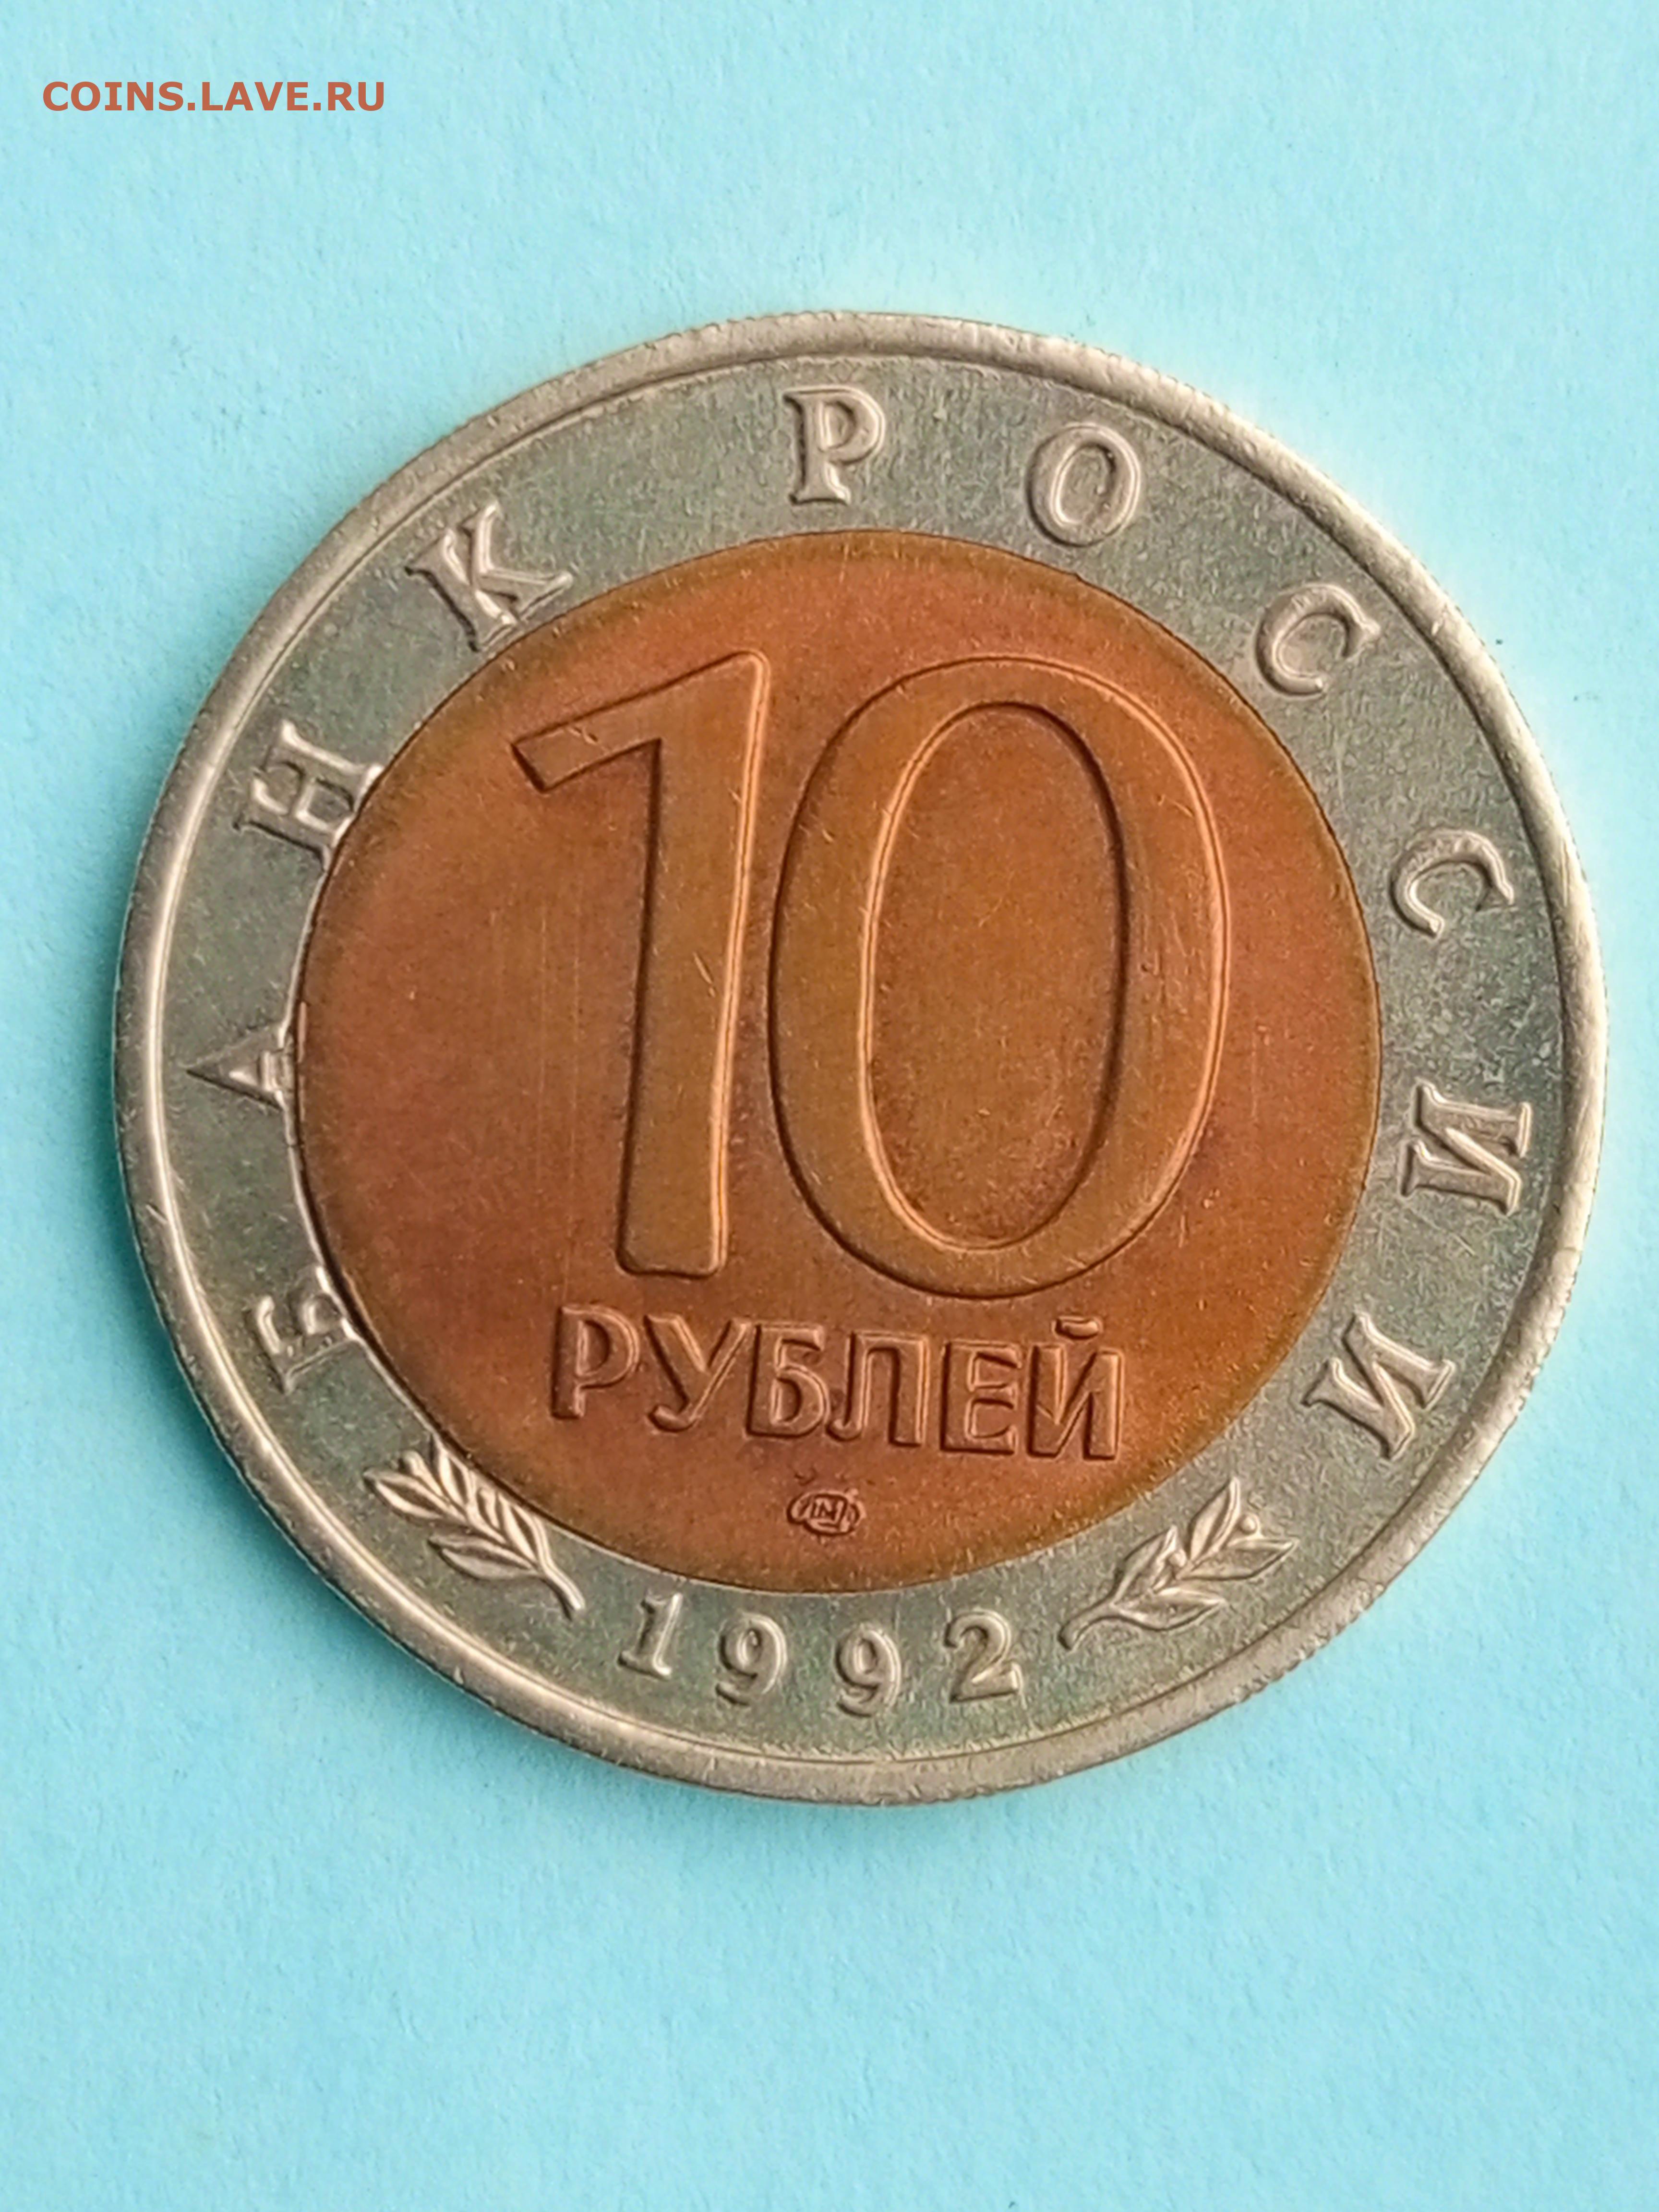 COINS.LAVE.RU
БАНК РОССИИ
10
РУБЛЕЙ
ЛМД
1992